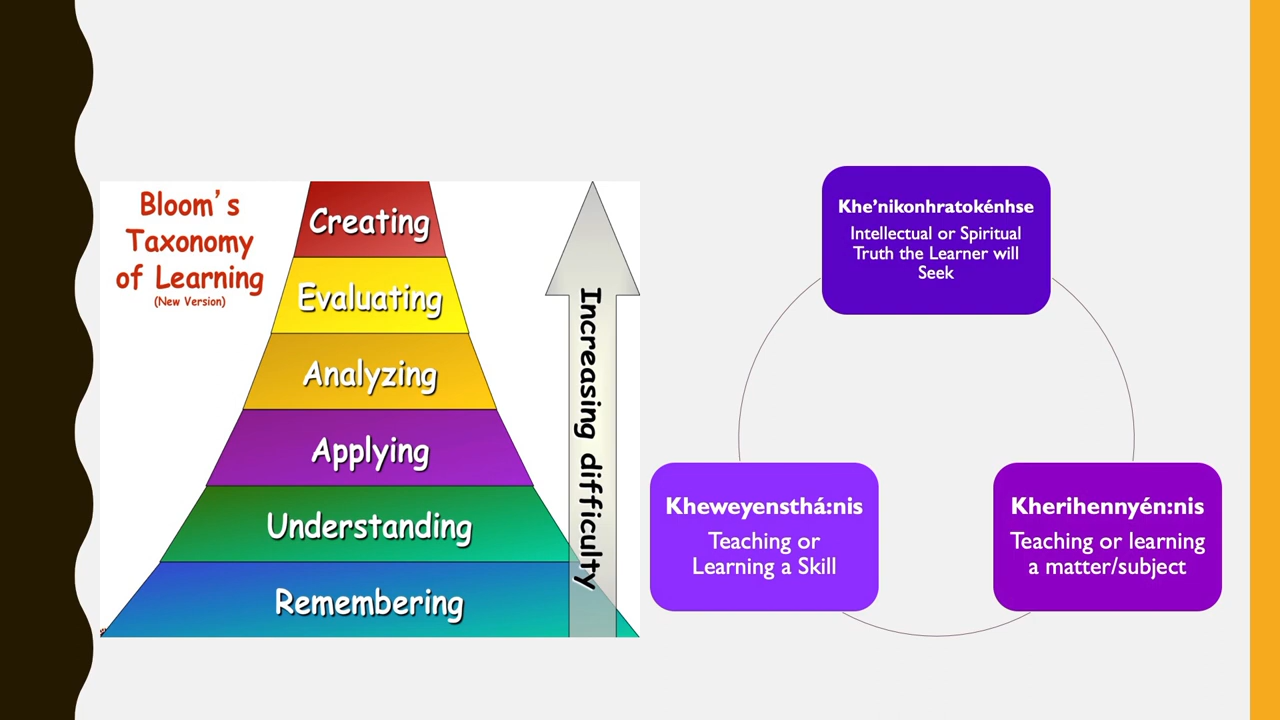 Bloom's
Taxonomy
of Learning
(New Version)
Creating
Evaluating
Analyzing
Applying
Understanding
Remembering
Increasing difficulty
Khe’nikonhratokénhse
Intellectual or Spiritual
Truth the Learner will
Seek
Kheweyensthá:nis
Teaching or
Learning a Skill
Kherihennyén:nis
Teaching or learning
a matter/subject